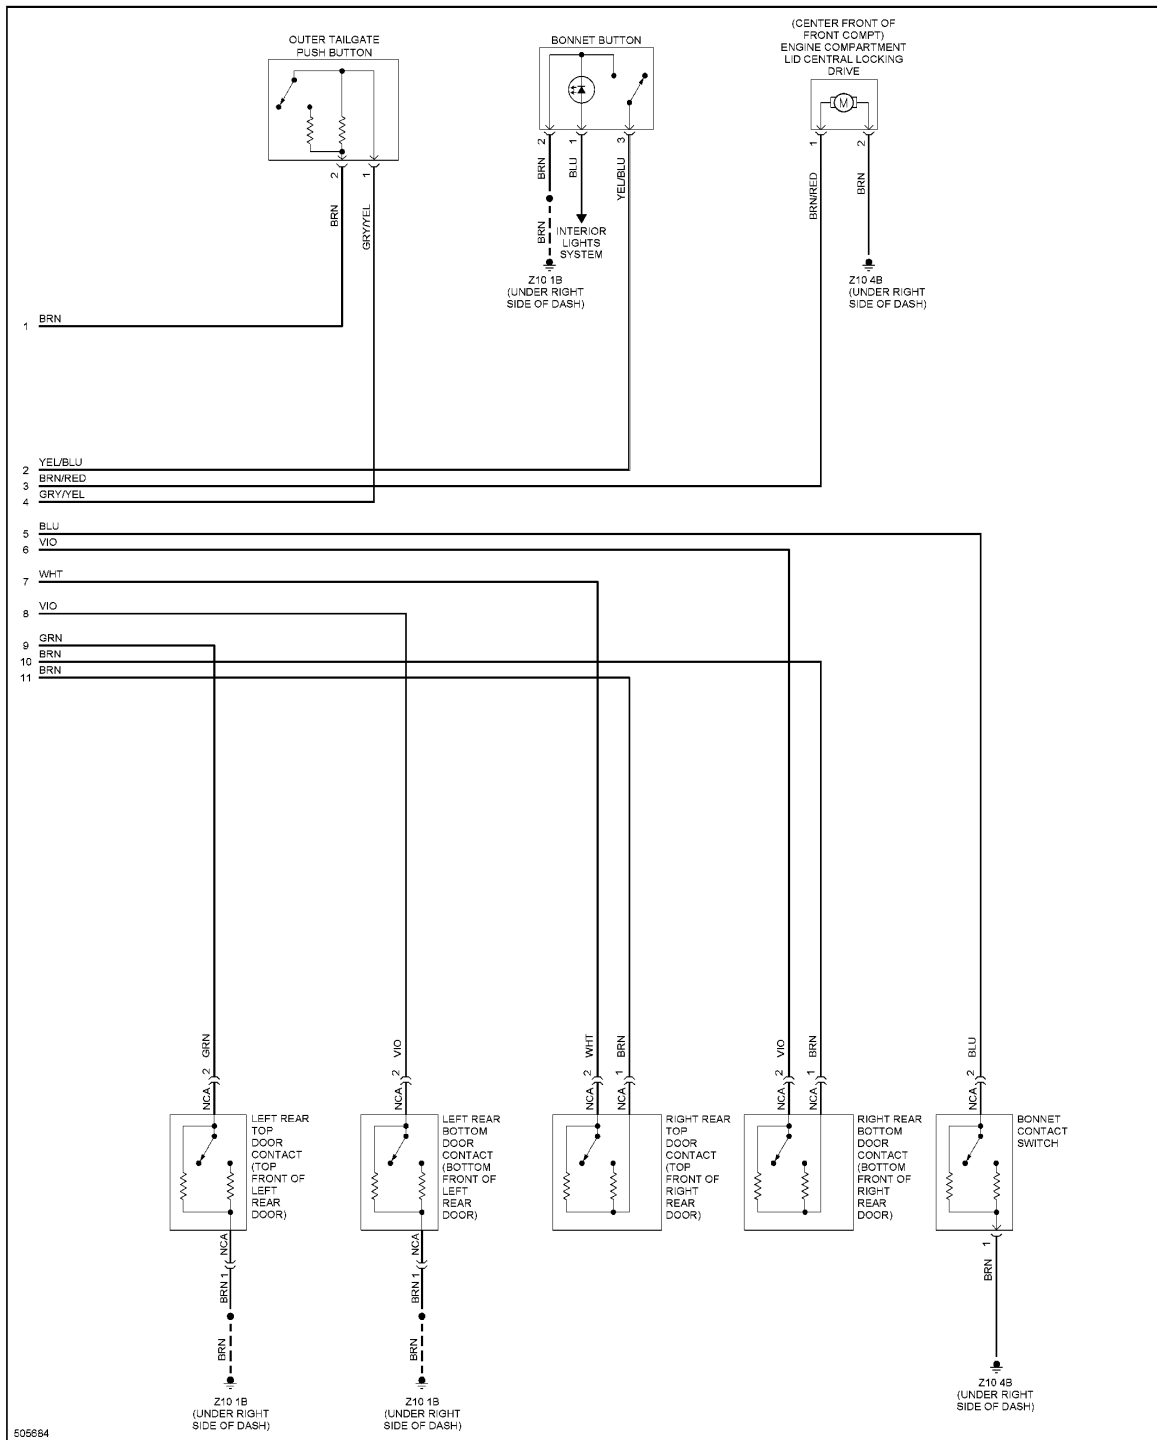 OUTER TAILGATE
PUSH BUTTON
BONNET BUTTON
(CENTER FRONT OF
FRONT COMPT)
ENGINE COMPARTMENT
LID CENTRAL LOCKING
DRIVE
M
2
1
2
1
3
1
2
BRN
GRY/YEL
BRN
BLU
YEL/BLU
BRN/RED
BRN
BRN
INTERIOR
LIGHTS
SYSTEM
Z10 1B
(UNDER RIGHT
SIDE OF DASH)
Z10 4B
(UNDER RIGHT
SIDE OF DASH)
1 BRN
2 YEL/BLU
3 BRN/RED
4 GRY/YEL
5 BLU
6 VIO
7 WHT
8 VIO
9 GRN
10 BRN
11 BRN
GRN
VIO
WHT
BRN
VIO
BRN
BLU
2
2
2
1
2
1
2
NCA
NCA
NCA
NCA
NCA
NCA
NCA
LEFT REAR
TOP
DOOR
CONTACT
(TOP
FRONT OF
LEFT
REAR
DOOR)
LEFT REAR
BOTTOM
DOOR
CONTACT
(BOTTOM
FRONT OF
LEFT
REAR
DOOR)
RIGHT REAR
TOP
DOOR
CONTACT
(TOP
FRONT OF
RIGHT
REAR
DOOR)
RIGHT REAR
BOTTOM
DOOR
CONTACT
(BOTTOM
FRONT OF
RIGHT
REAR
DOOR)
BONNET
CONTACT
SWITCH
NCA
NCA
1
BRN 1
BRN 1
BRN
BRN
BRN
Z10 1B
(UNDER RIGHT
SIDE OF DASH)
Z10 1B
(UNDER RIGHT
SIDE OF DASH)
Z10 4B
(UNDER RIGHT
SIDE OF DASH)
505684